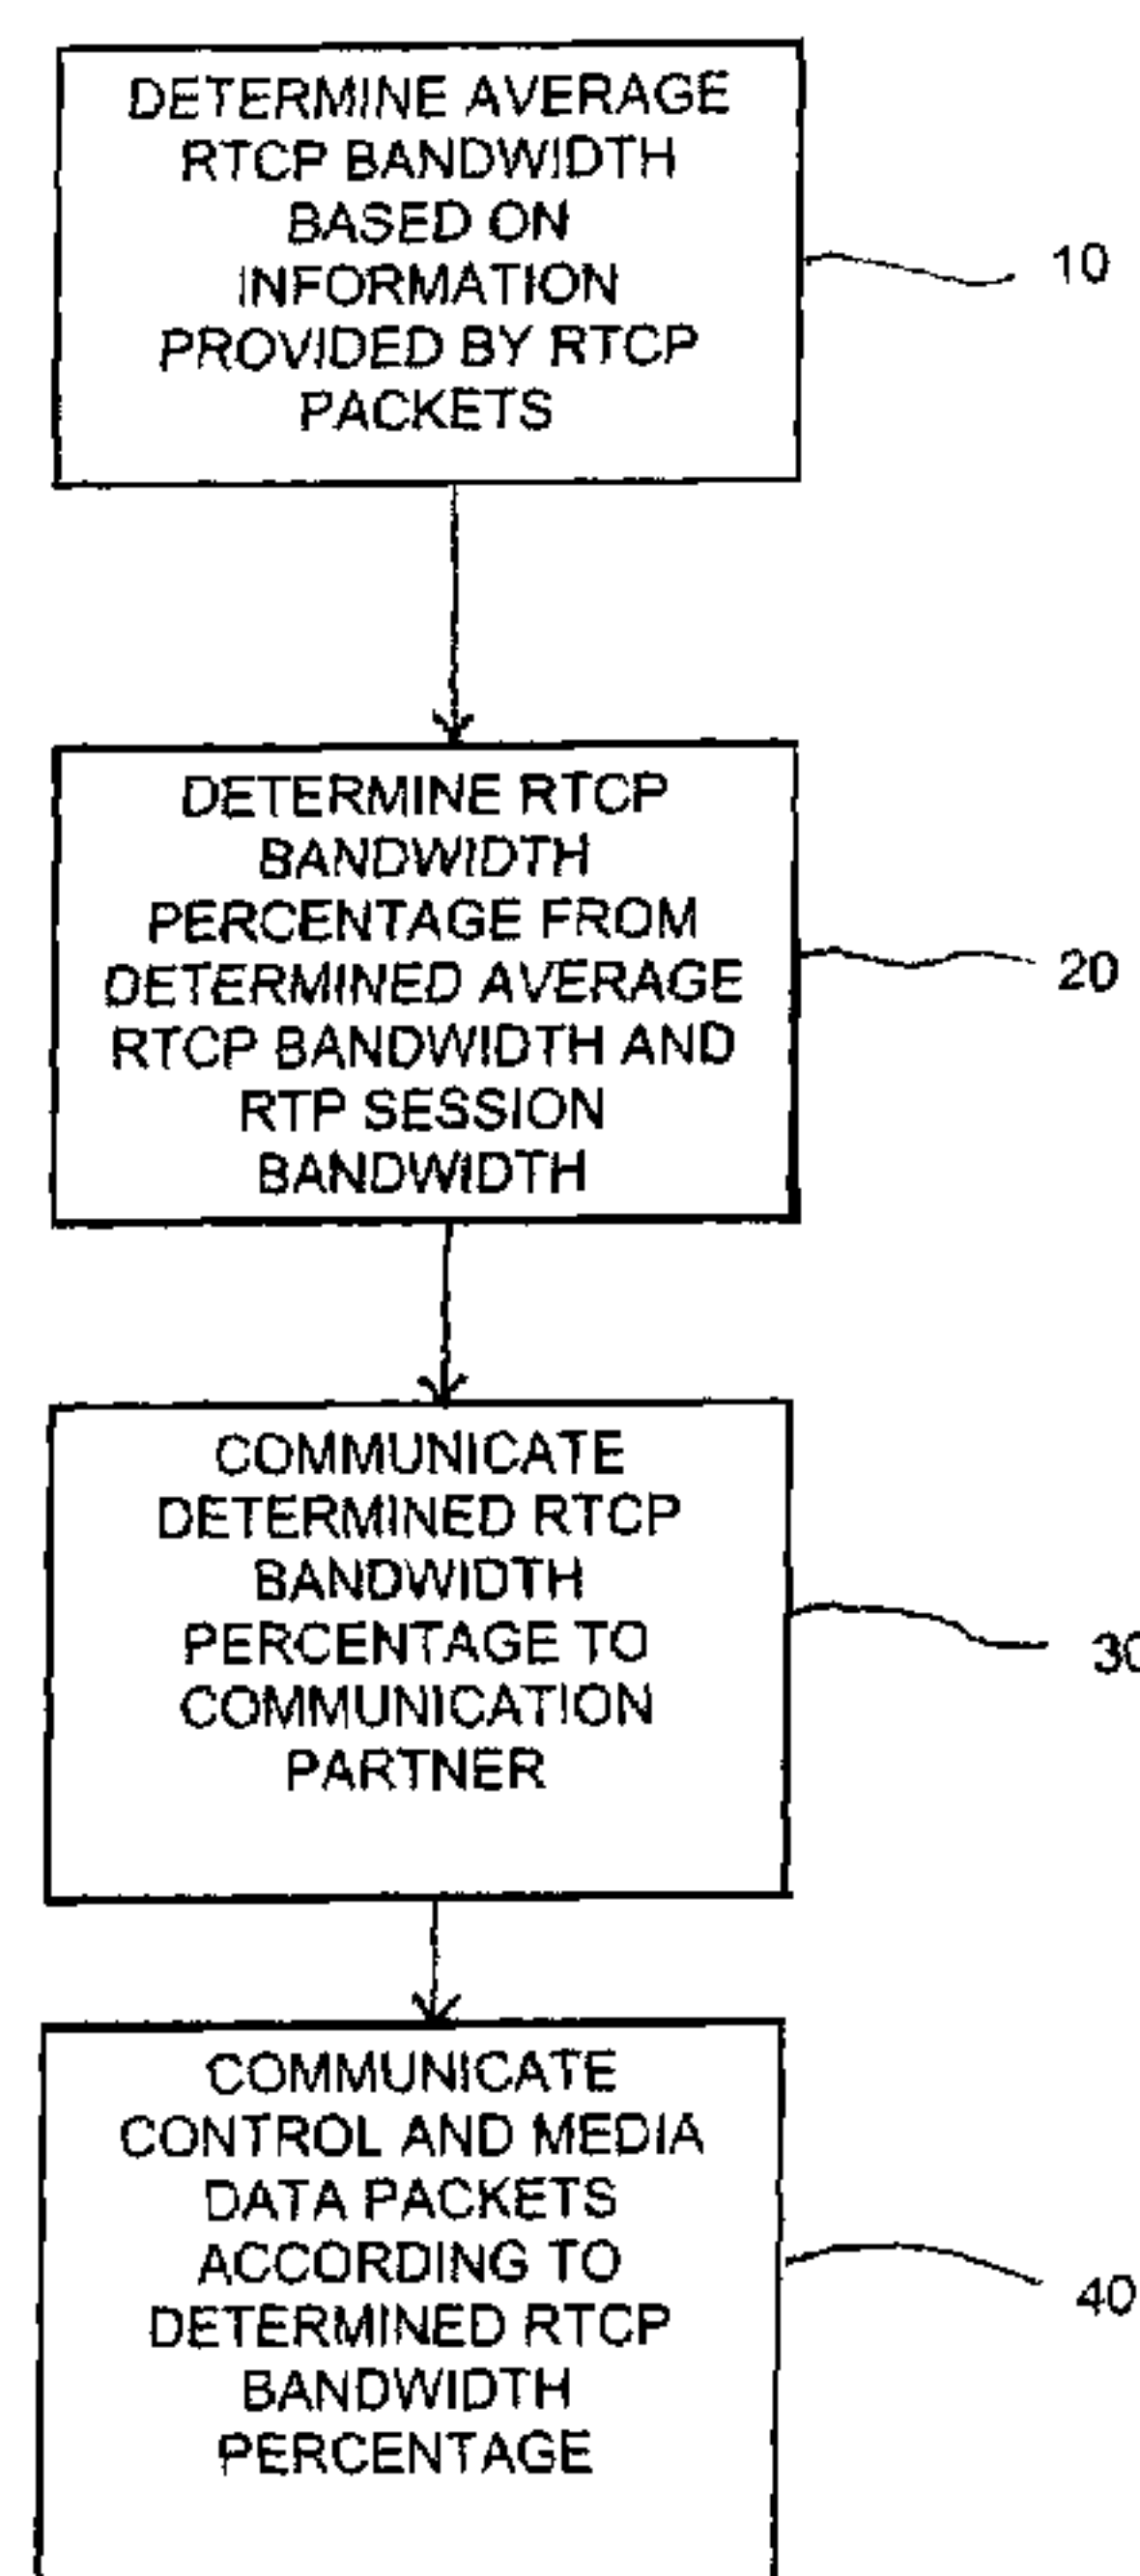 DETERMINE AVERAGE
RTCP BANDWIDTH
BASED ON
INFORMATION
PROVIDED BY RTCP
PACKETS
10
DETERMINE RTCP
BANDWIDTH
PERCENTAGE FROM
DETERMINED AVERAGE
RTCP BANDWIDTH AND
RTP SESSION
BANDWIDTH
20
COMMUNICATE
DETERMINED RTCP
BANDWIDTH
PERCENTAGE TO
COMMUNICATION
PARTNER
30
COMMUNICATE
CONTROL AND MEDIA
DATA PACKETS
ACCORDING TO
DETERMINED RTCP
BANDWIDTH
PERCENTAGE
40